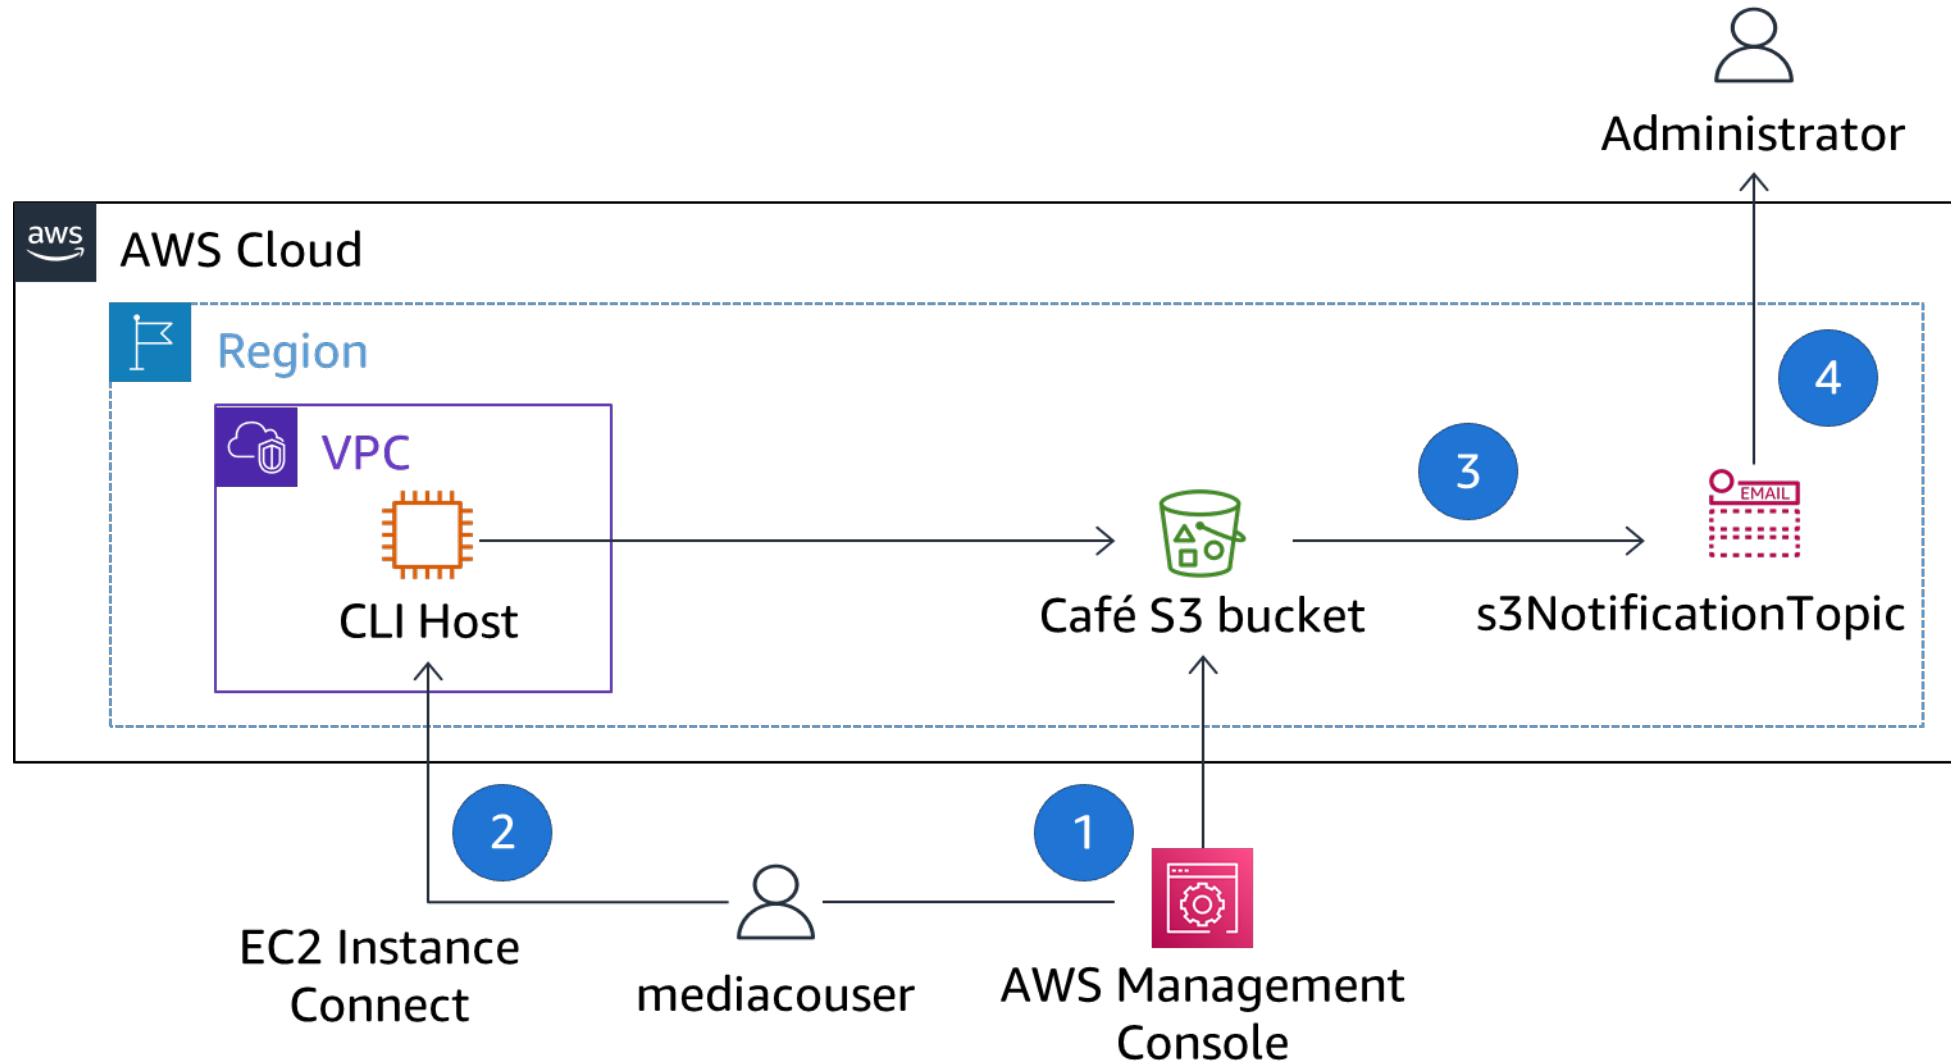 Administrator
aws
AWS Cloud
Region
4
VPC
3
EMAIL
CLI Host
Café S3 bucket
s3NotificationTopic
2
1
EC2 Instance
Connect
mediacouser
AWS Management
Console